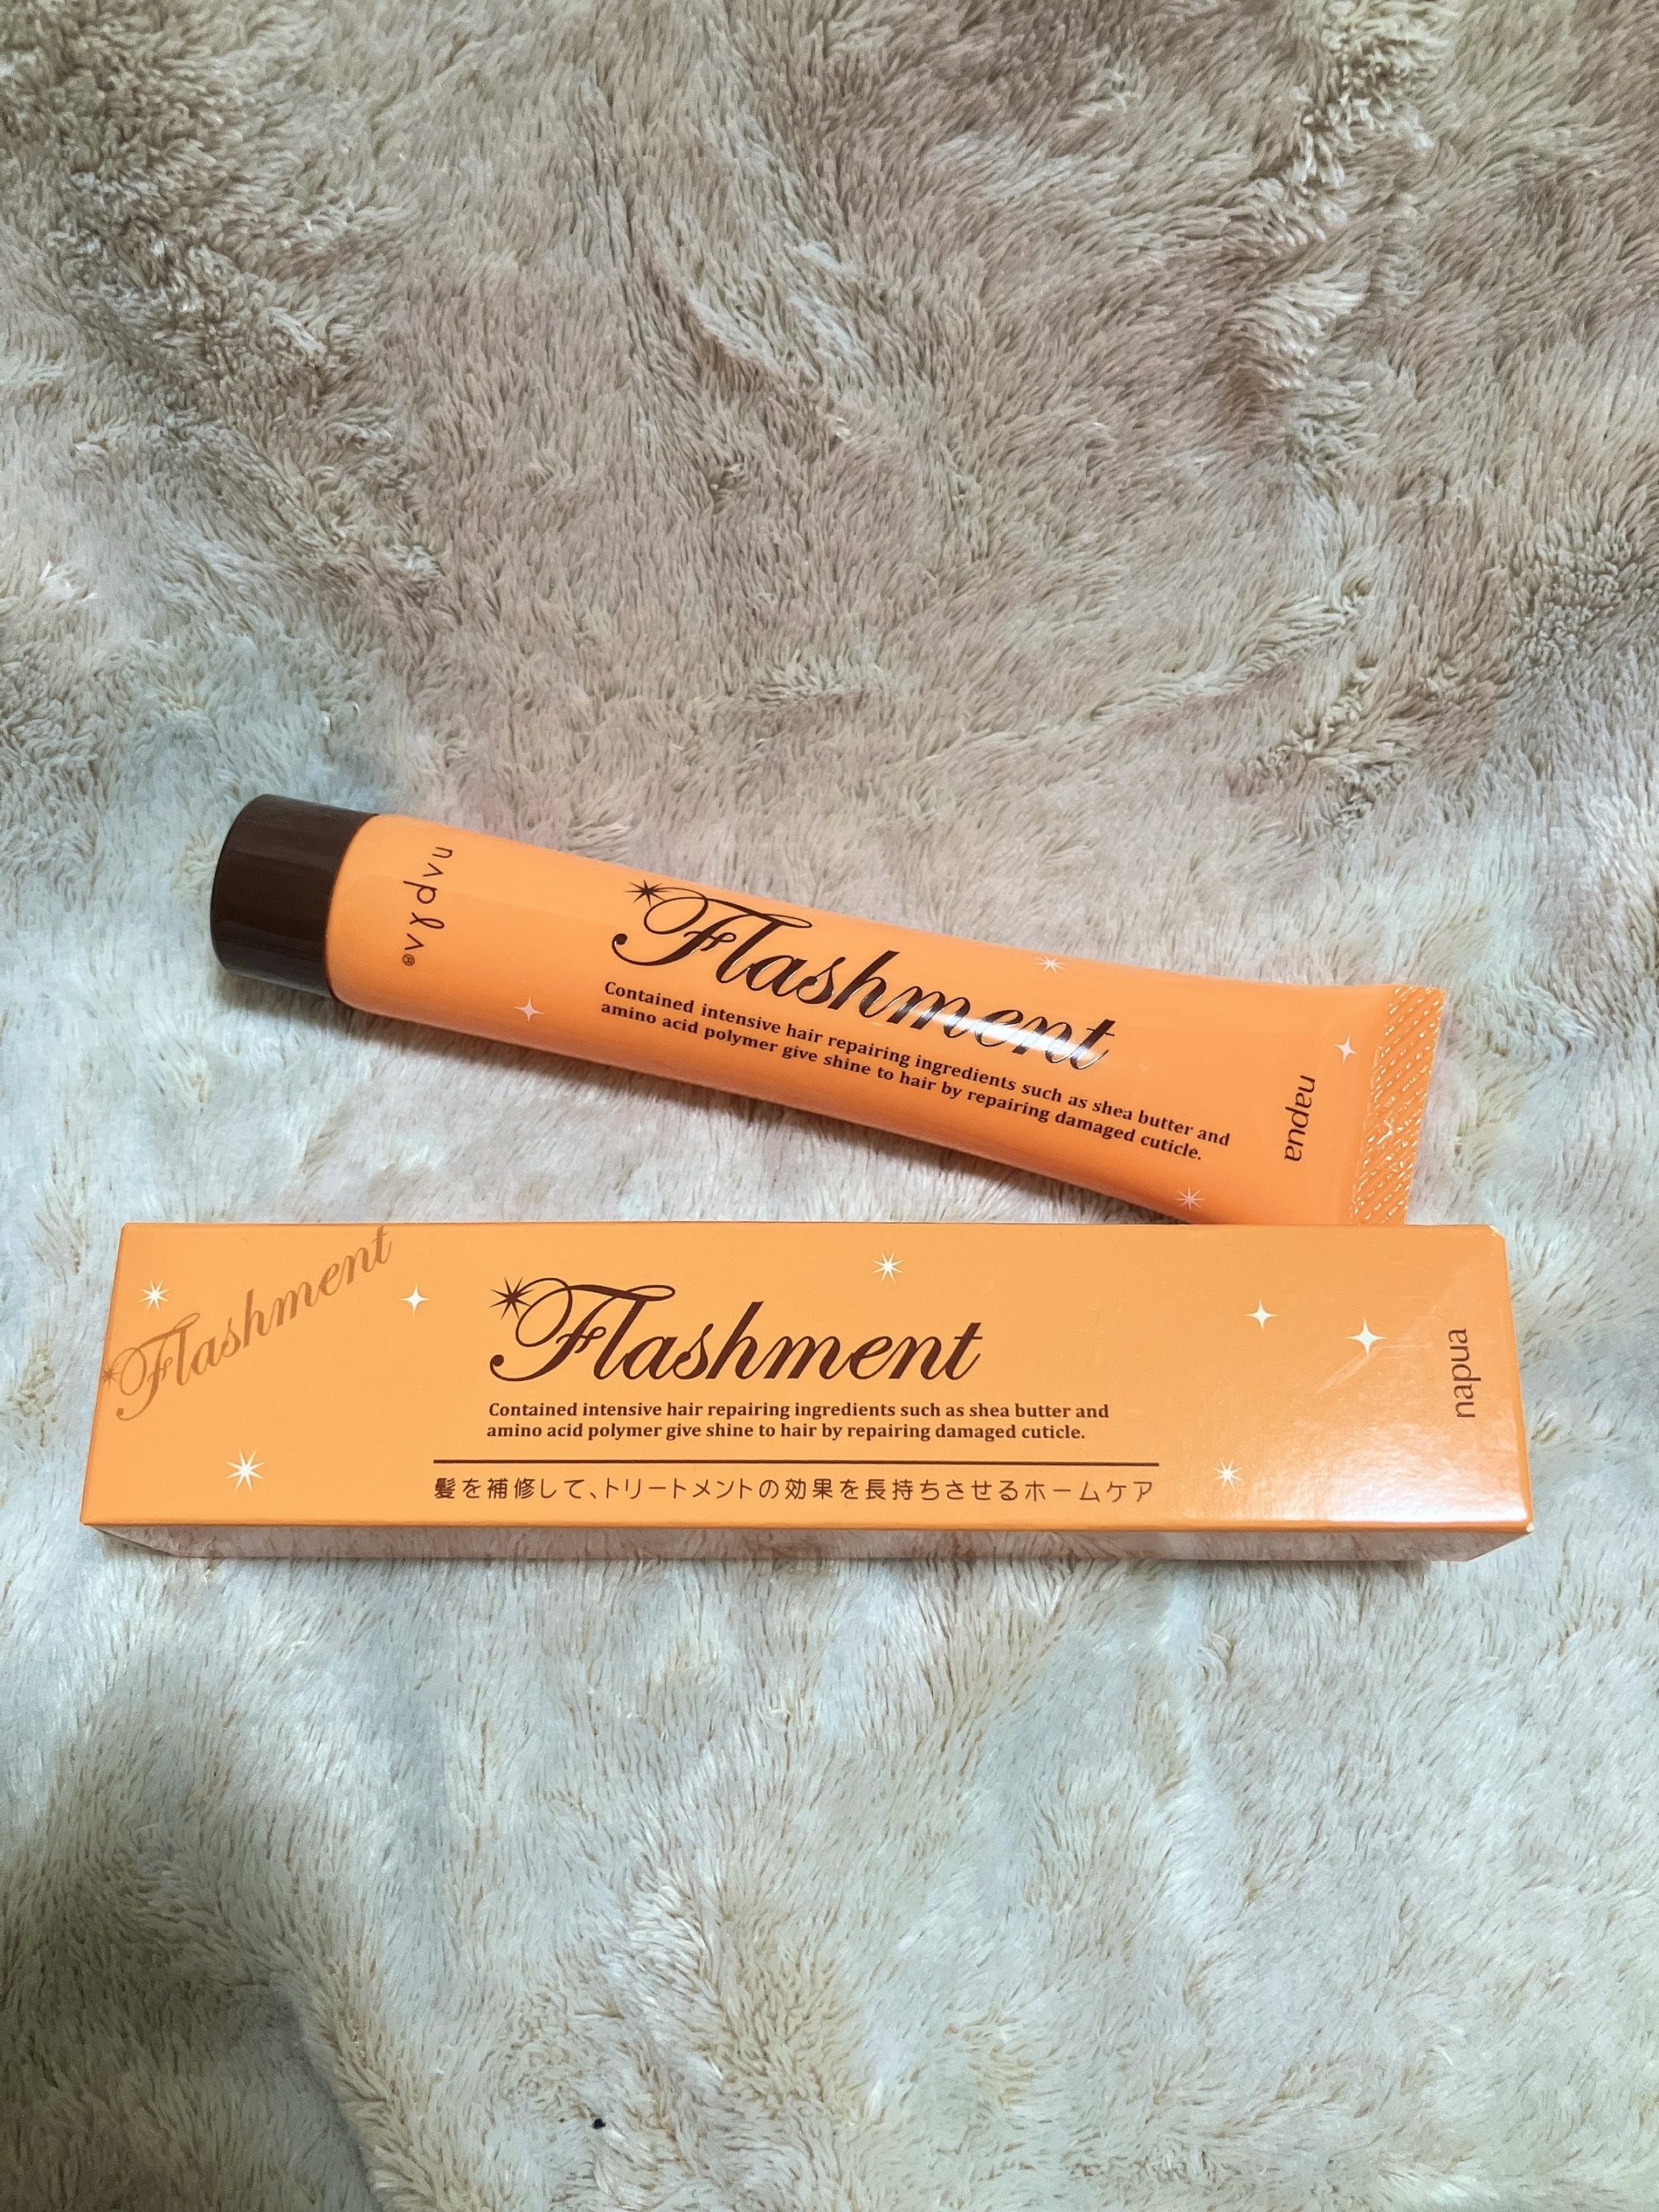 napla®
Flashment
Contained intensive hair repairing ingredients such as shea butter and
amino acid polymer give shine to hair by repairing damaged cuticle.
napua
Flashment
Flashment
Contained intensive hair repairing ingredients such as shea butter and
amino acid polymer give shine to hair by repairing damaged cuticle.
髪を補修して、トリートメントの効果を長持ちさせるホームケア
napua